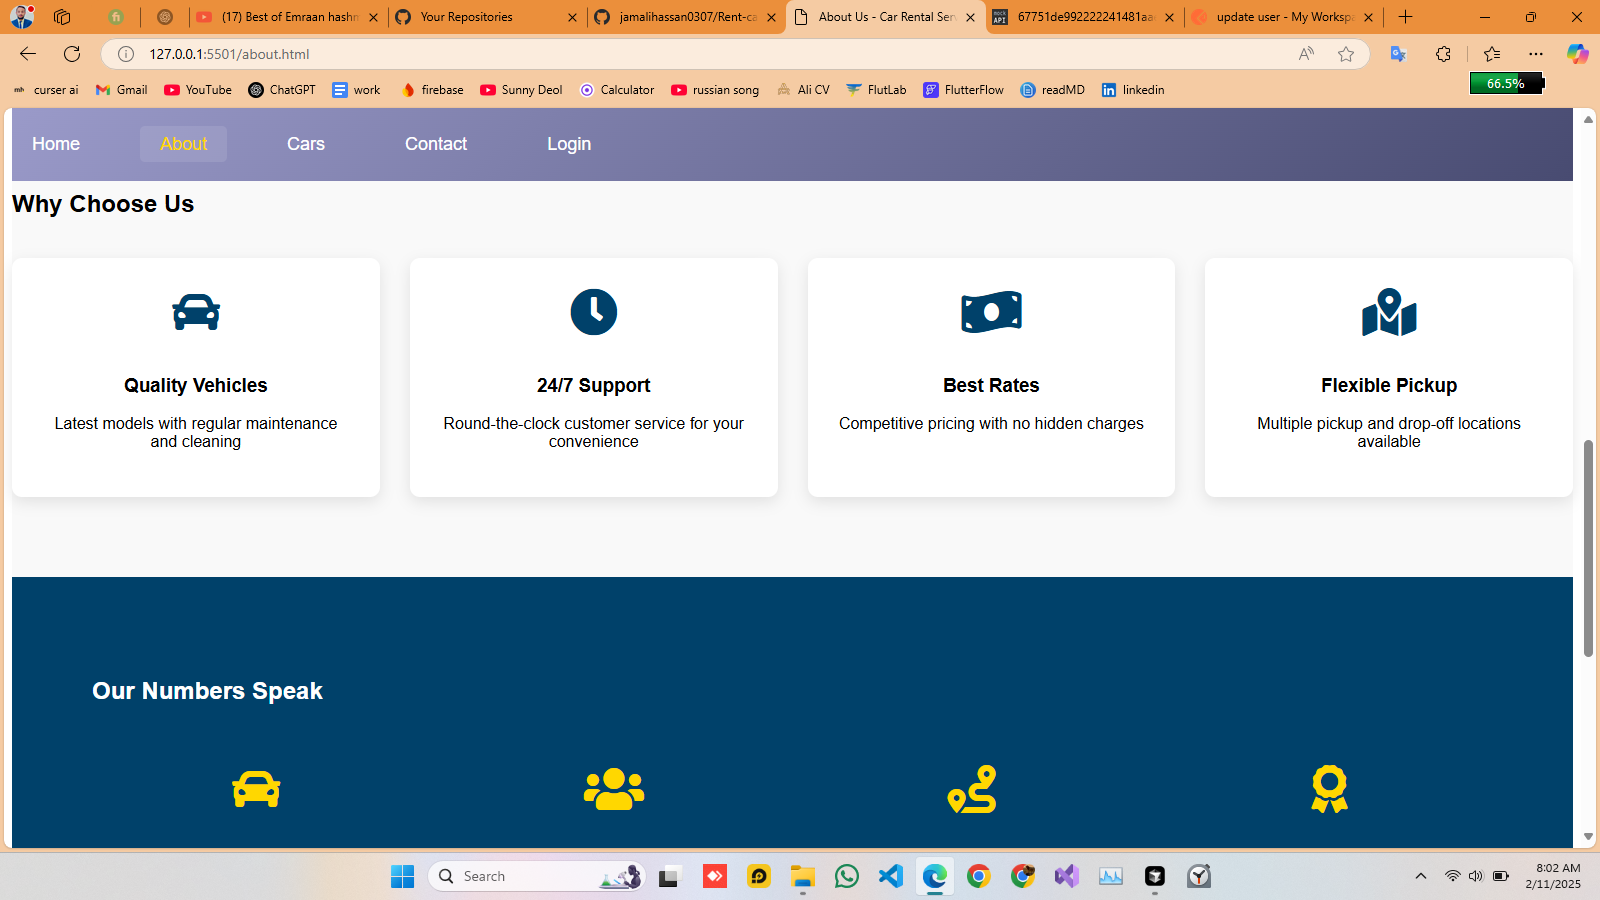 (17) Best of Emraan hashm
Your Repositories
jamalihassan0307/Rent-ca
About Us - Car Rental Ser
67751de992222241481aa
update user - My Workspa
127.0.0.1:5501/about.html
curser ai
Gmail
YouTube
ChatGPT
work
firebase
Sunny Deol
Calculator
russian song
Ali CV
FlutLab
FlutterFlow
readMD
linkedin
66.5%
Home
About
Cars
Contact
Login
Why Choose Us
Quality Vehicles
Latest models with regular maintenance
and cleaning
24/7 Support
Round-the-clock customer service for your
convenience
Best Rates
Competitive pricing with no hidden charges
Flexible Pickup
Multiple pickup and drop-off locations
available
Our Numbers Speak
Search
8:02 AM
2/11/2025